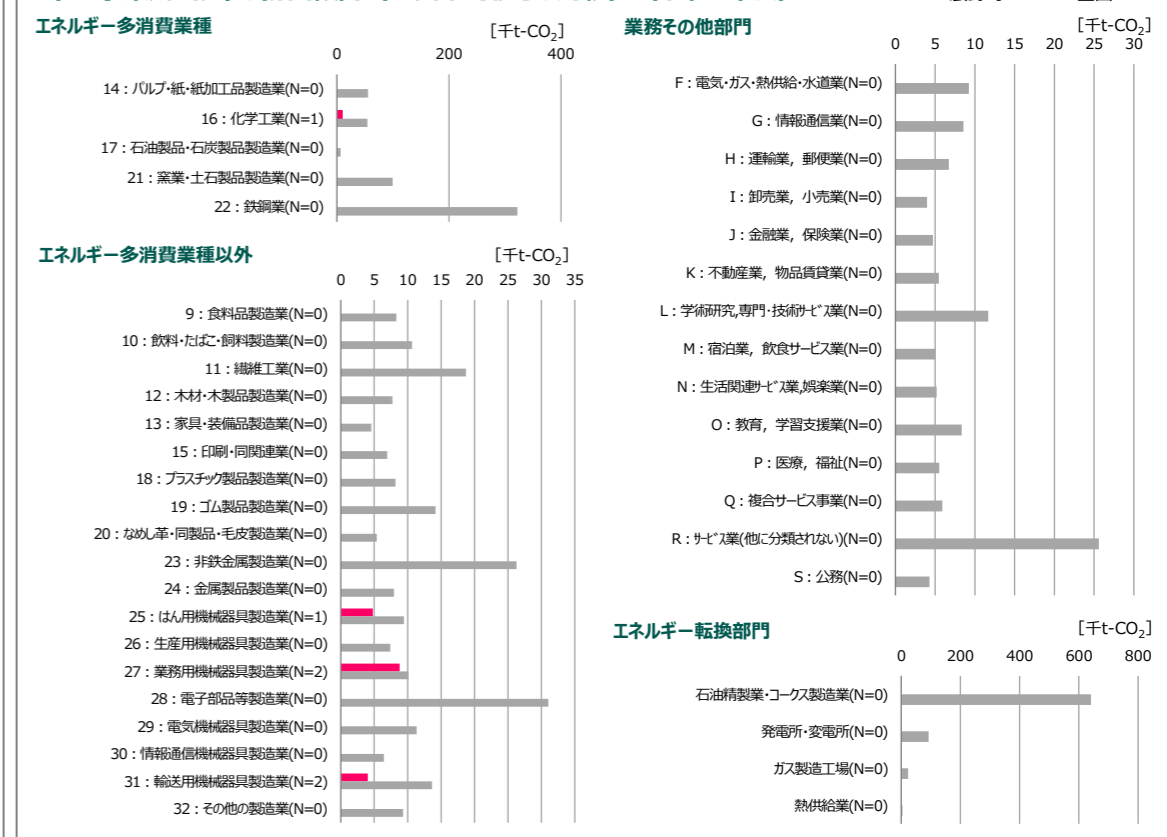 エネルギー多消費業種
[千t-CO2]
0 200 400
14：パルプ・紙・紙加工品製造業(N=0)
16：化学工業(N=1)
17：石油製品・石炭製品製造業(N=0)
21：窯業・土石製品製造業(N=0)
22：鉄鋼業(N=0)
エネルギー多消費業種以外
[千t-CO2]
0 5 10 15 20 25 30 35
9：食料品製造業(N=0)
10：飲料・たばこ・飼料製造業(N=0)
11：繊維工業(N=0)
12：木材・木製品製造業(N=0)
13：家具・装備品製造業(N=0)
15：印刷・同関連業(N=0)
18：プラスチック製品製造業(N=0)
19：ゴム製品製造業(N=0)
20：なめし革・同製品・毛皮製造業(N=0)
23：非鉄金属製造業(N=0)
24：金属製品製造業(N=0)
25：はん用機械器具製造業(N=1)
26：生産用機械器具製造業(N=0)
27：業務用機械器具製造業(N=2)
28：電子部品等製造業(N=0)
29：電気機械器具製造業(N=0)
30：情報通信機械器具製造業(N=0)
31：輸送用機械器具製造業(N=2)
32：その他の製造業(N=0)
業務その他部門
[千t-CO2]
0 5 10 15 20 25 30
F：電気・ガス・熱供給・水道業(N=0)
G：情報通信業(N=0)
H：運輸業，郵便業(N=0)
I：卸売業，小売業(N=0)
J：金融業，保険業(N=0)
K：不動産業，物品賃貸業(N=0)
L：学術研究,専門・技術ｻｰﾋﾞｽ業(N=0)
M：宿泊業，飲食サービス業(N=0)
N：生活関連ｻｰﾋﾞｽ業,娯楽業(N=0)
O：教育，学習支援業(N=0)
P：医療，福祉(N=0)
Q：複合サービス事業(N=0)
R：ｻｰﾋﾞｽ業(他に分類されない)(N=0)
S：公務(N=0)
エネルギー転換部門
[千t-CO2]
0 200 400 600 800
石油精製業・コークス製造業(N=0)
発電所・変電所(N=0)
ガス製造工場(N=0)
熱供給業(N=0)